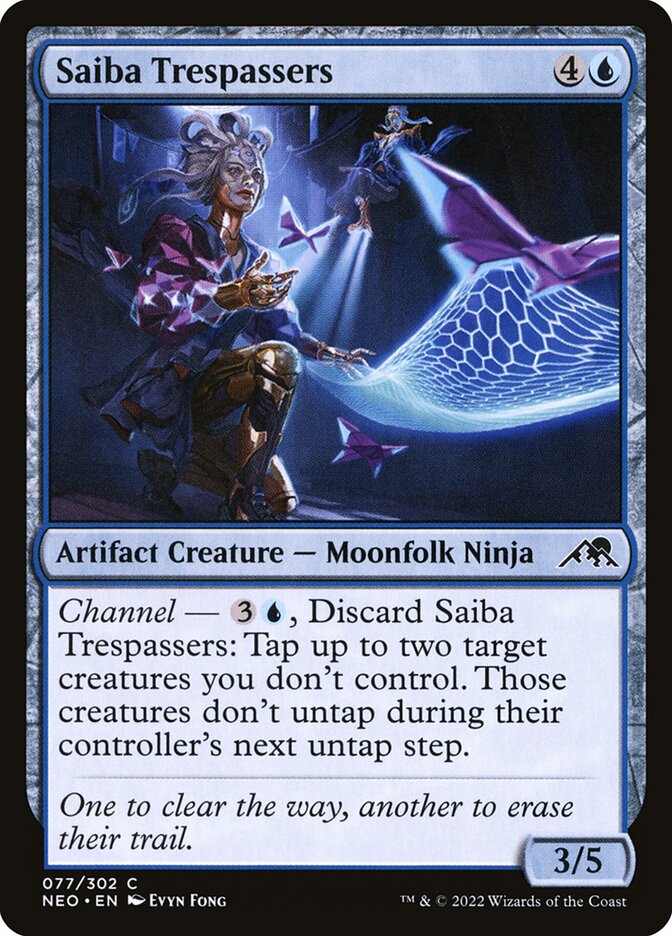 Saiba Trespassers 4
Artifact Creature — Moonfolk Ninja
Channel — 3, Discard Saiba
Trespassers: Tap up to two target
creatures you don't control. Those
creatures don't untap during their
controller's next untap step.
One to clear the way, another to erase
their trail.
3/5
077/302 C
NEO • EN Evyn Fong
™ & © 2022 Wizards of the Coast